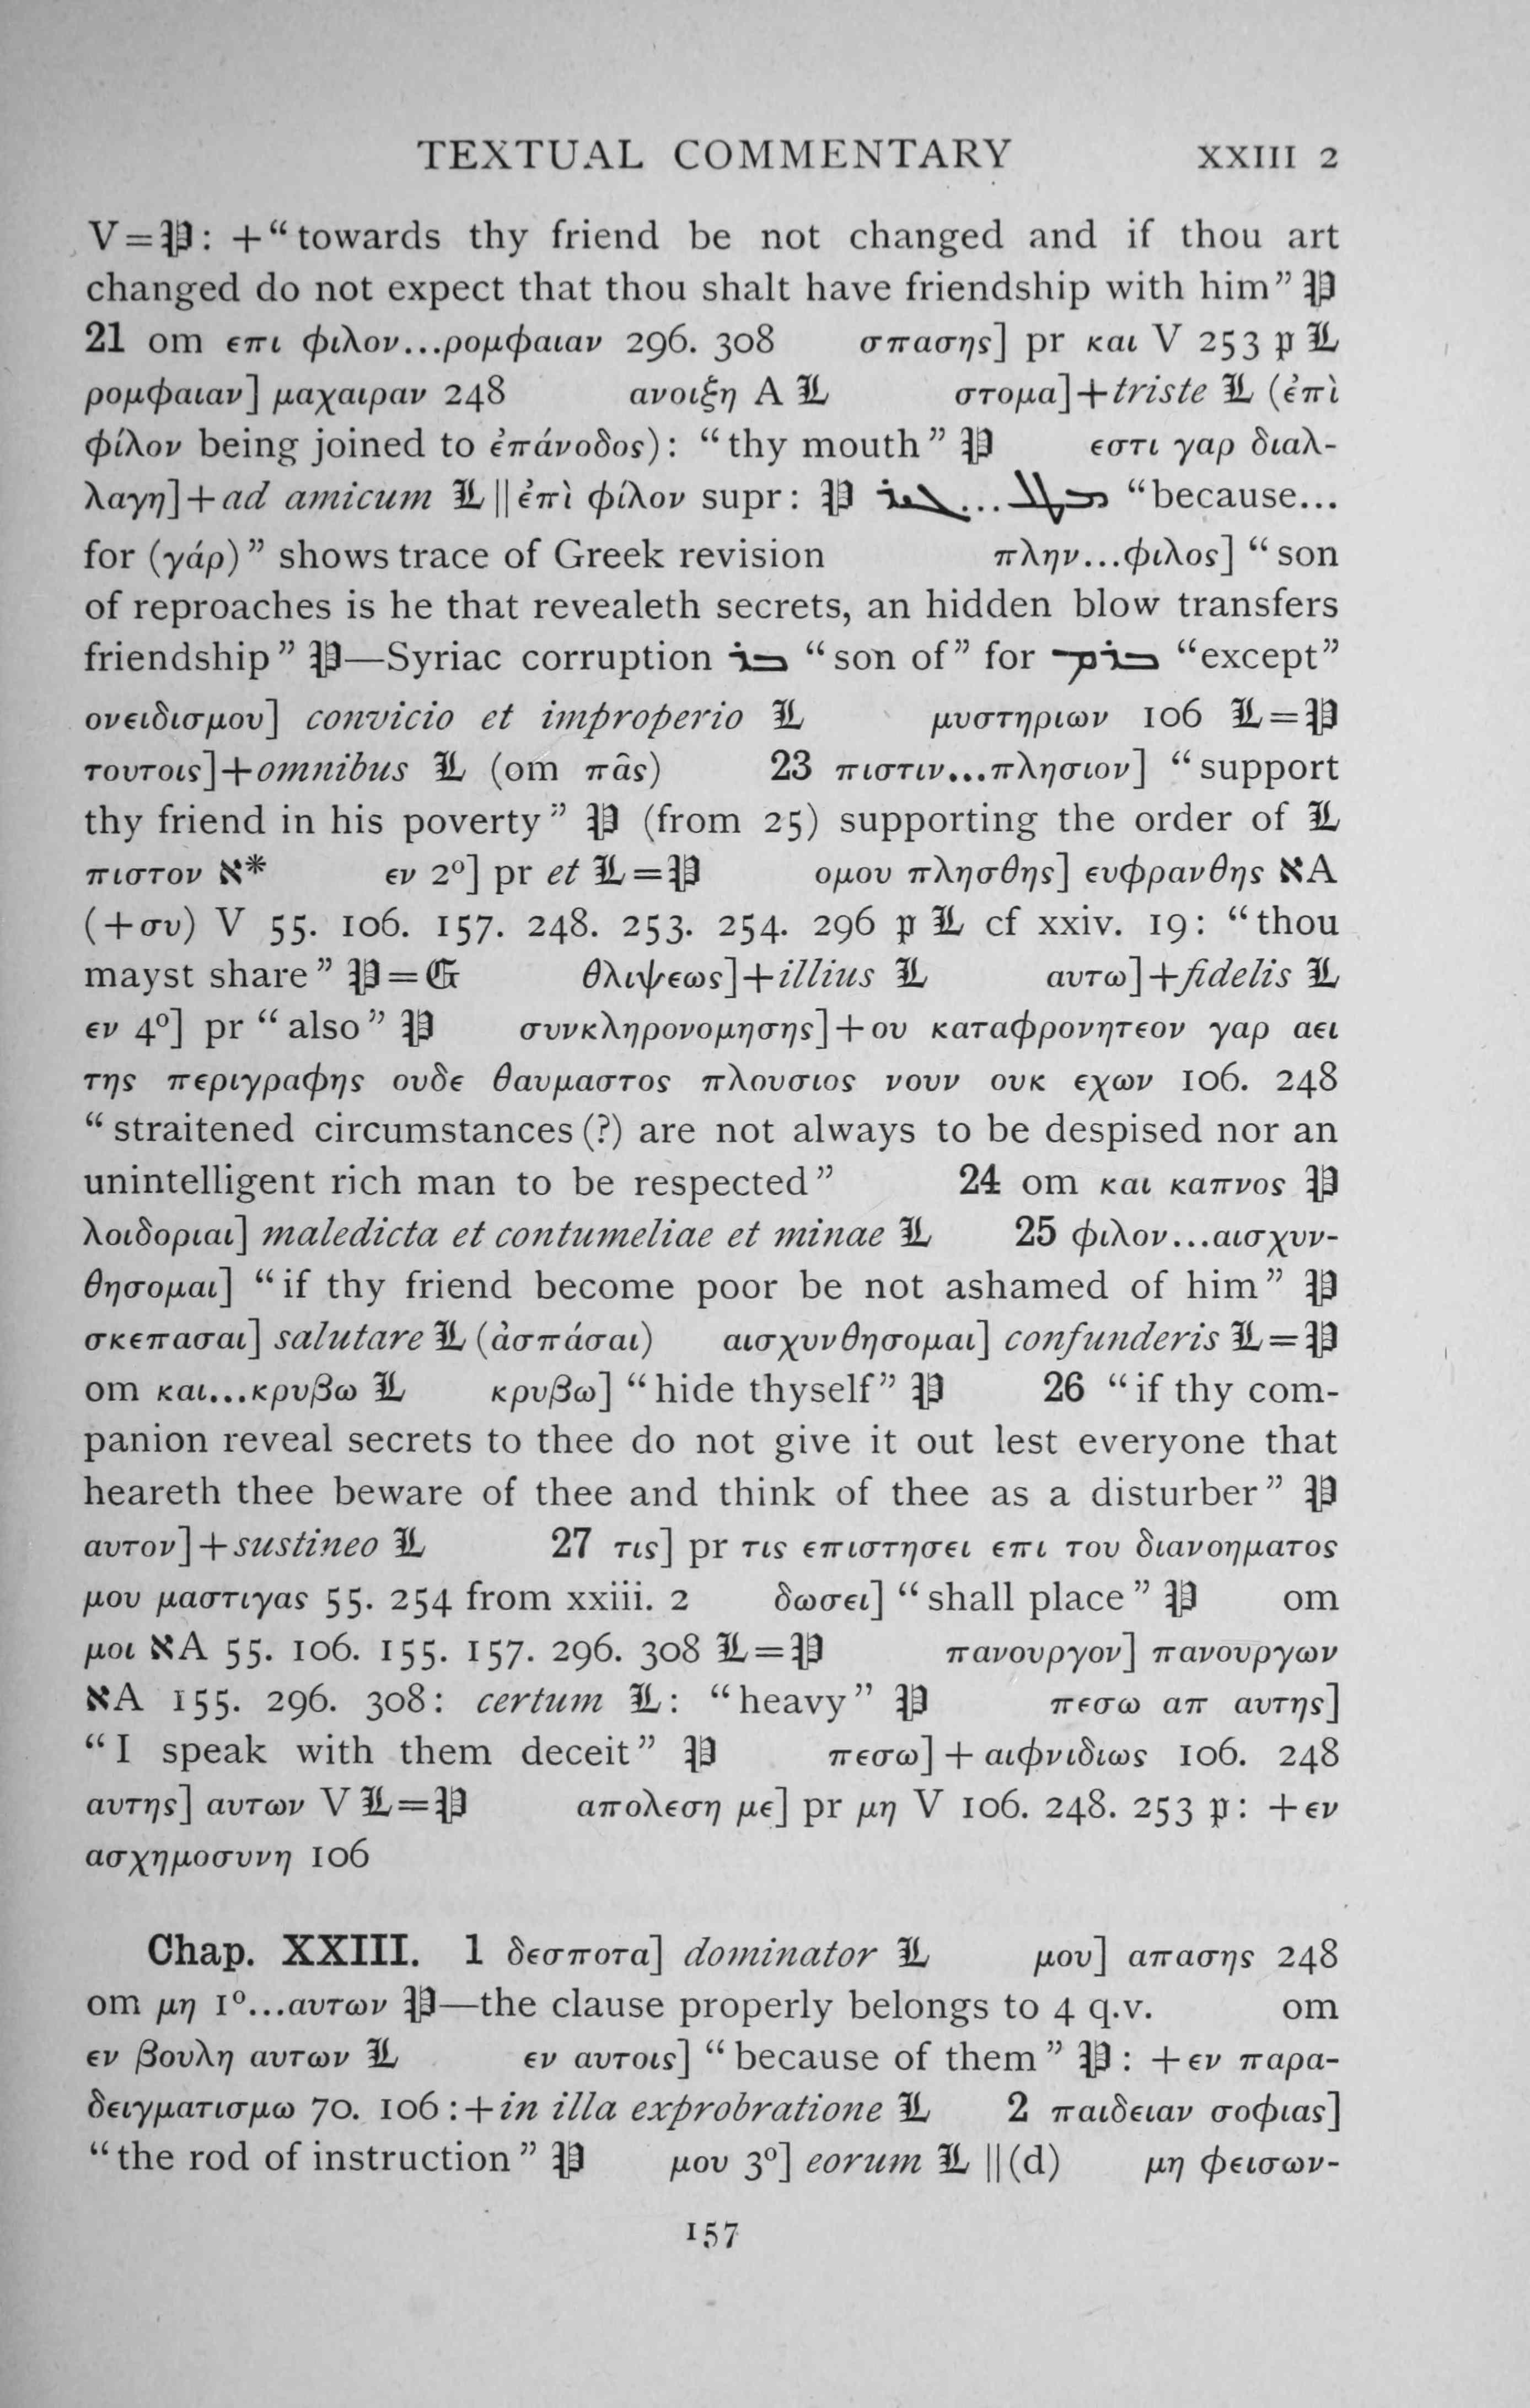 TEXTUAL COMMENTARY XXIII 2
V=𝔓: +“towards thy friend be not changed and if thou art
changed do not expect that thou shalt have friendship with him” 𝔓
21 om επι φιλον...ρομφαιαν 296. 308 σπασης] pr και V 253 𝔭 𝕷
ρομφαιαν] μαχαιραν 248 ανοιξη A 𝕷 στομα]+triste 𝕷 (ἐπὶ
φίλον being joined to ἐπάνοδος): “thy mouth” 𝔓 εστι γαρ διαλ-
λαγη]+ad amicum 𝕷||ἐπὶ φίλον supr: 𝔓 ... “because...
for (γάρ)” shows trace of Greek revision πλην...φιλος] “son
of reproaches is he that revealeth secrets, an hidden blow transfers
friendship” 𝔓—Syriac corruption ܒܪ “son of” for “except”
ονειδισμου] convicio et improperio 𝕷 μυστηριων 106 𝕷=𝔓
τουτοις]+omnibus 𝕷 (om πᾶς) 23 πιστιν...πλησιον] “support
thy friend in his poverty” 𝔓 (from 25) supporting the order of 𝕷
πιστον א* εν 2º] pr et 𝕷=𝔓 ομου πλησθης] ευφρανθης אA
(+συ) V 55. 106. 157. 248. 253. 254. 296 𝔭 𝕷 cf xxiv. 19: “thou
mayst share” 𝔓=𝕲 θλιψεως]+illius 𝕷 αυτω]+fidelis 𝕷
εν 4º] pr “also” 𝔓 συνκληρονομησης]+ου καταφρονητεον γαρ αει
της περιγραφης ουδε θαυμαστος πλουσιος νουν ουκ εχων 106. 248
“straitened circumstances (?) are not always to be despised nor an
unintelligent rich man to be respected” 24 om και καπνος 𝔓
λοιδοριαι] maledicta et contumeliae et minae 𝕷 25 φιλον...αισχυν-
θησομαι] “if thy friend become poor be not ashamed of him” 𝔓
σκεπασαι] salutare 𝕷 (ἀσπάσαι) αισχυνθησομαι] confunderis 𝕷=𝔓
om και...κρυβω 𝕷 κρυβω] “hide thyself” 𝔓 26 “if thy com-
panion reveal secrets to thee do not give it out lest everyone that
heareth thee beware of thee and think of thee as a disturber” 𝔓
αυτον]+sustineo 𝕷 27 τις] pr τις επιστησει επι του διανοηματος
μου μαστιγας 55. 254 from xxiii. 2 δωσει] “shall place” 𝔓 om
μοι אA 55. 106. 155. 157. 296. 308 𝕷=𝔓 πανουργον] πανουργων
אA 155. 296. 308: certum 𝕷: “heavy” 𝔓 πεσω απ αυτης]
“I speak with them deceit” 𝔓 πεσω]+αιφνιδιως 106. 248
αυτης] αυτων V 𝕷=𝔓 απολεση με] pr μη V 106. 248. 253 𝔭: +εν
ασχημοσυνη 106
Chap. XXIII. 1 δεσποτα] dominator 𝕷 μου] απασης 248
om μη 1º...αυτων 𝔓—the clause properly belongs to 4 q.v. om
εν βουλη αυτων 𝕷 εν αυτοις] “because of them” 𝔓: +εν παρα-
δειγματισμω 70. 106:+in illa exprobratione 𝕷 2 παιδειαν σοφιας]
“the rod of instruction” 𝔓 μου 3º] eorum 𝕷 ||(d) μη φεισων-
157